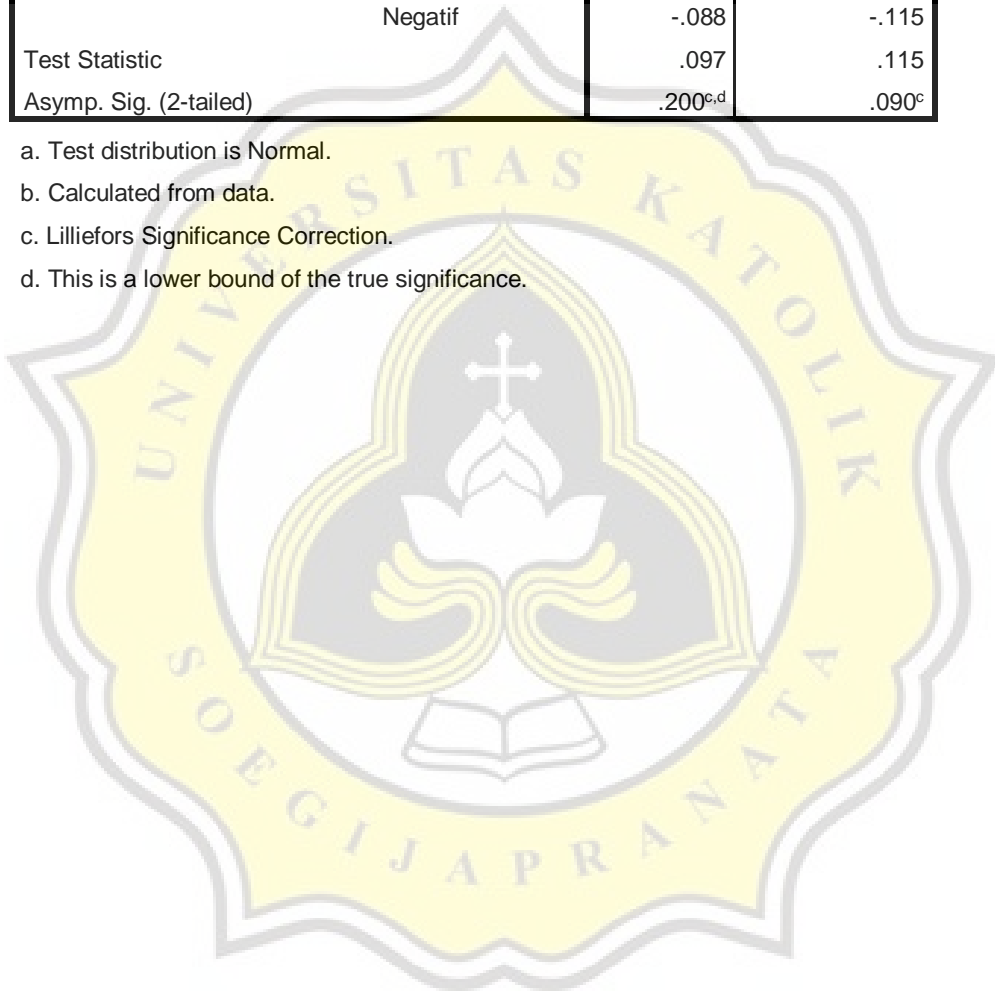 Negatif -.088 -.115
Test Statistic .097 .115
Asymp. Sig. (2-tailed) .200c,d .090c
a. Test distribution is Normal.
b. Calculated from data.
c. Lilliefors Significance Correction.
d. This is a lower bound of the true significance.
UNIVERSITAS KATOLIK
SOEGIJAPRANATA